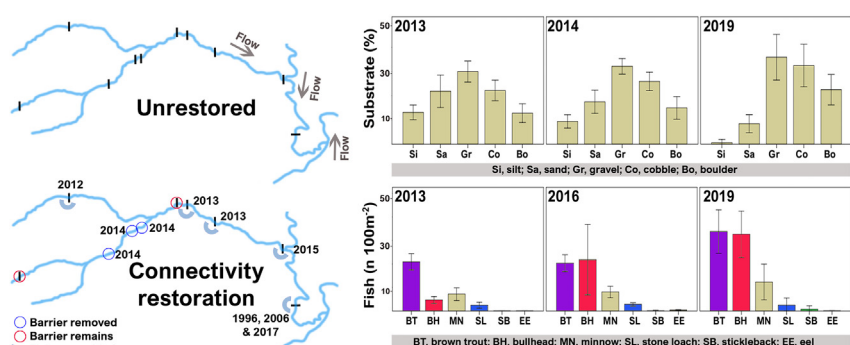 Flow
Flow
Flow
Unrestored
2012
2013
2013
2014
2014
2014
2015
Connectivity
restoration
1996, 2006
& 2017
Barrier removed
Barrier remains
Substrate (%)
50
30
10
2013
Si Sa Gr Co Bo
2014
Si Sa Gr Co Bo
2019
Si Sa Gr Co Bo
Si, silt; Sa, sand; Gr, gravel; Co, cobble; Bo, boulder
Fish (n 100m-2)
50
30
10
2013
BT BH MN SL SB EE
2016
BT BH MN SL SB EE
2019
BT BH MN SL SB EE
BT, brown trout; BH, bullhead; MN, minnow; SL, stone loach; SB, stickleback; EE, eel